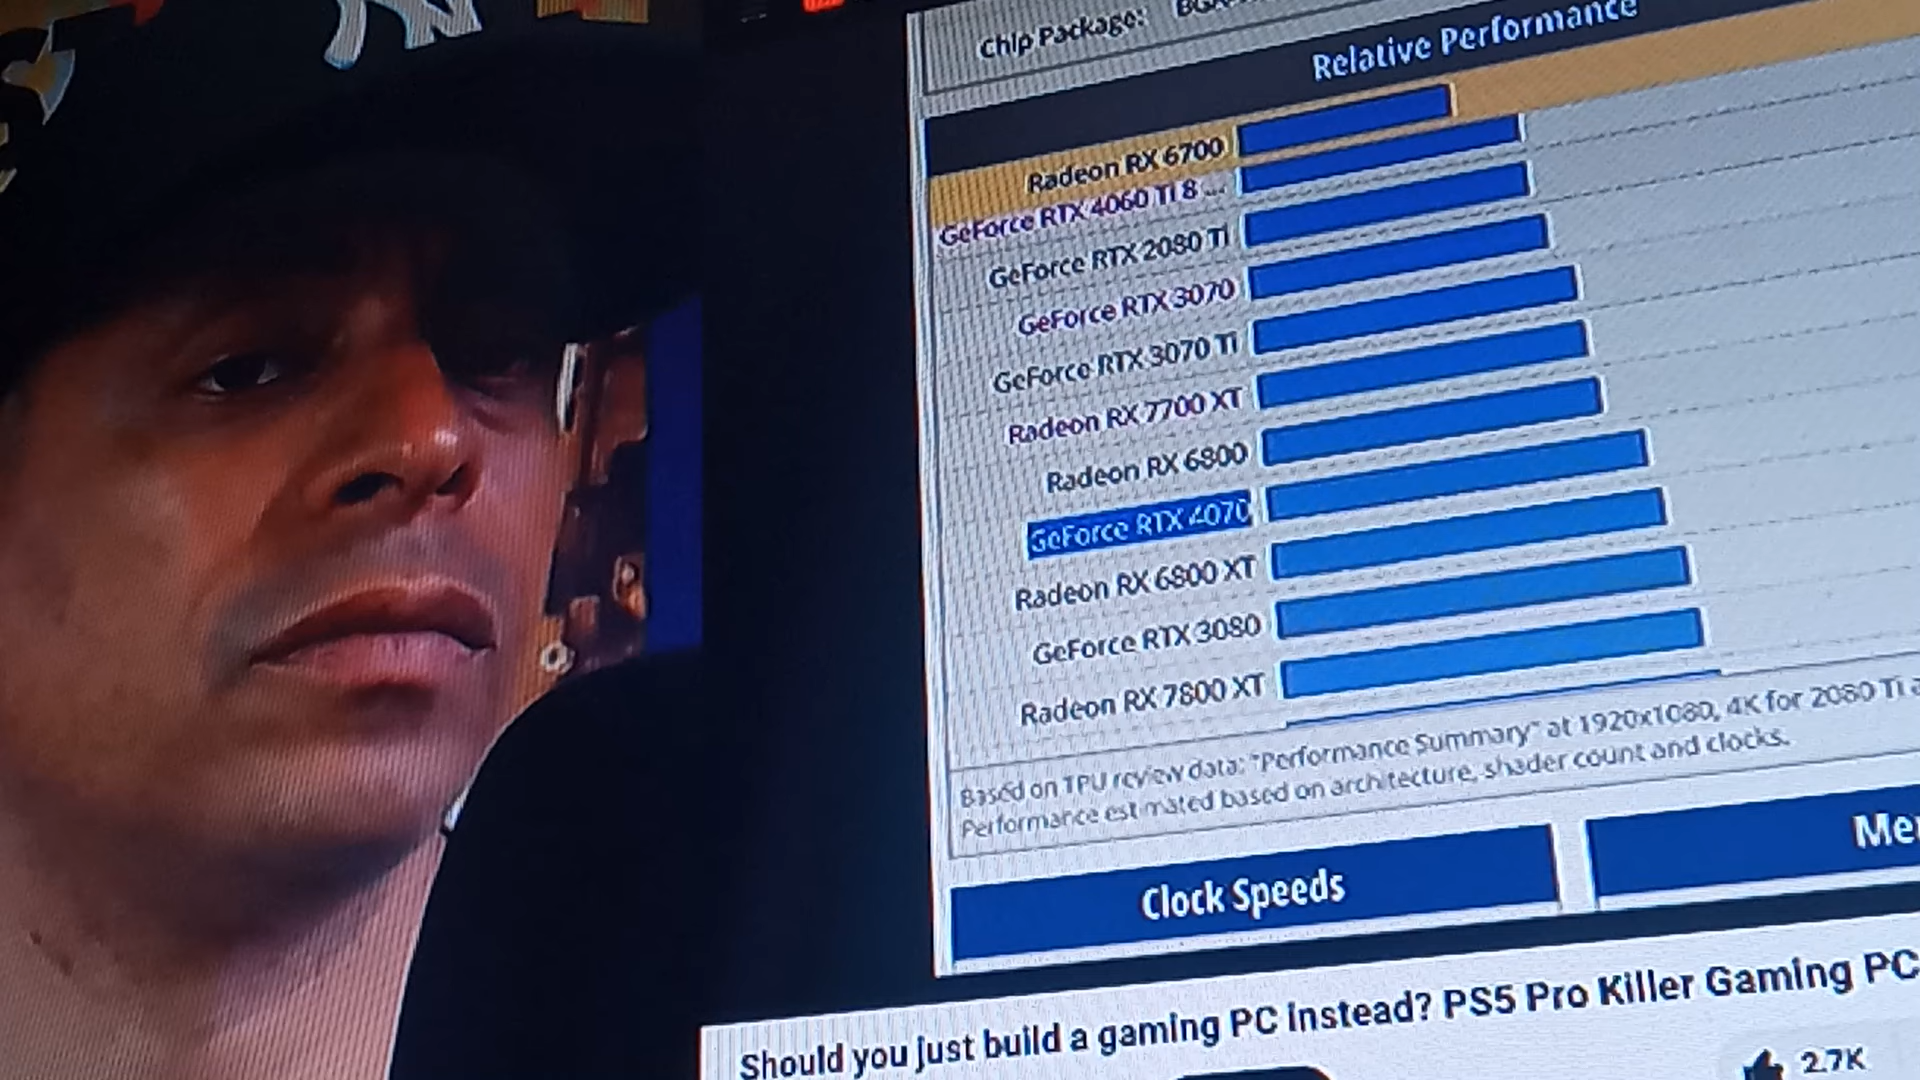 Chip Package:
Relative Performance
Radeon RX 6700
GeForce RTX 4060 Ti 8 ...
GeForce RTX 2080 Ti
GeForce RTX 3070
GeForce RTX 3070 Ti
Radeon RX 7700 XT
Radeon RX 6800
GeForce RTX 4070
Radeon RX 6800 XT
GeForce RTX 3080
Radeon RX 7800 XT
Based on TPU review data: "Performance Summary" at 1920x1080, 4K for 2080 Ti
Performance estimated based on architecture, shader count and clocks.
Clock Speeds
Should you just build a gaming PC instead? PS5 Pro Killer Gaming PC
2.7K